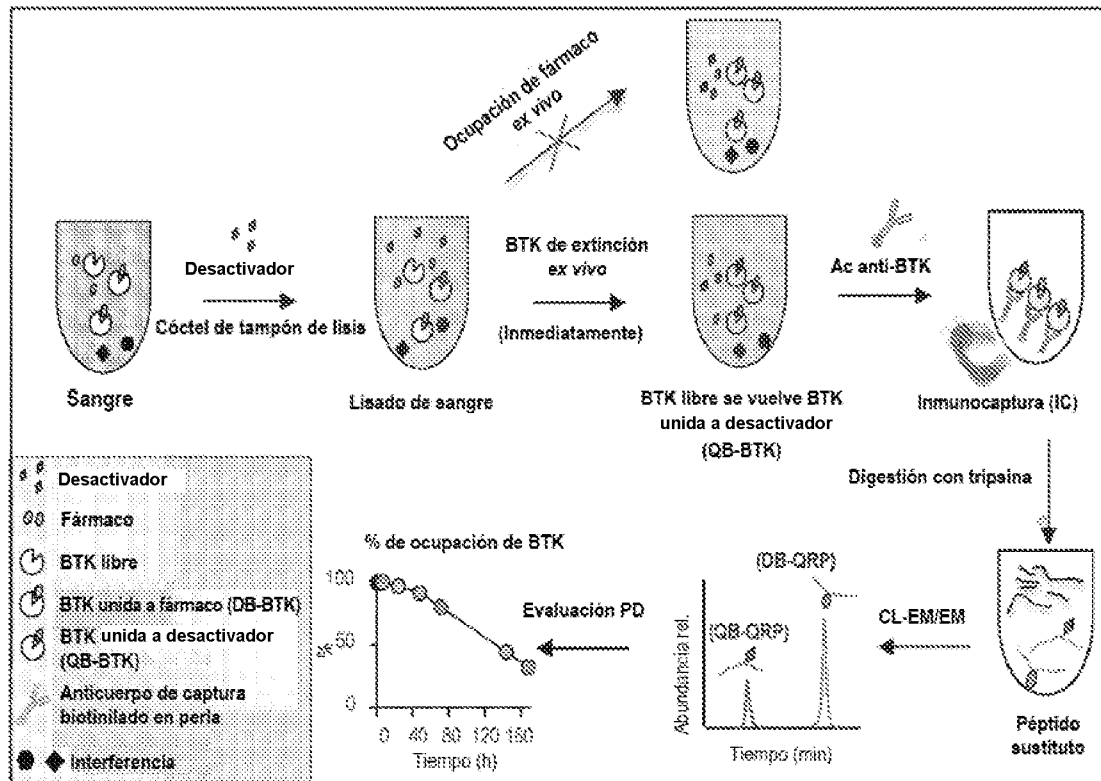 Ocupación de fármaco
ex vivo
Desactivador
Cóctel de tampón de lisis
BTK de extinción
ex vivo
(Inmediatamente)
Ac anti-BTK
Sangre
Lisado de sangre
BTK libre se vuelve BTK
unida a desactivador
(QB-BTK)
Inmunocaptura (IC)
Digestión con tripsina
Desactivador
Fármaco
BTK libre
BTK unida a fármaco (DB-BTK)
BTK unida a desactivador
(QB-BTK)
Anticuerpo de captura
biotinilado en perla
Interferencia
% de ocupación de BTK
100
50
0
%
0 40 80 120 160
Tiempo (h)
Evaluación PD
(DB-QRP)
(QB-QRP)
Abundancia rel.
Tiempo (min)
CL-EM/EM
Péptido
sustituto